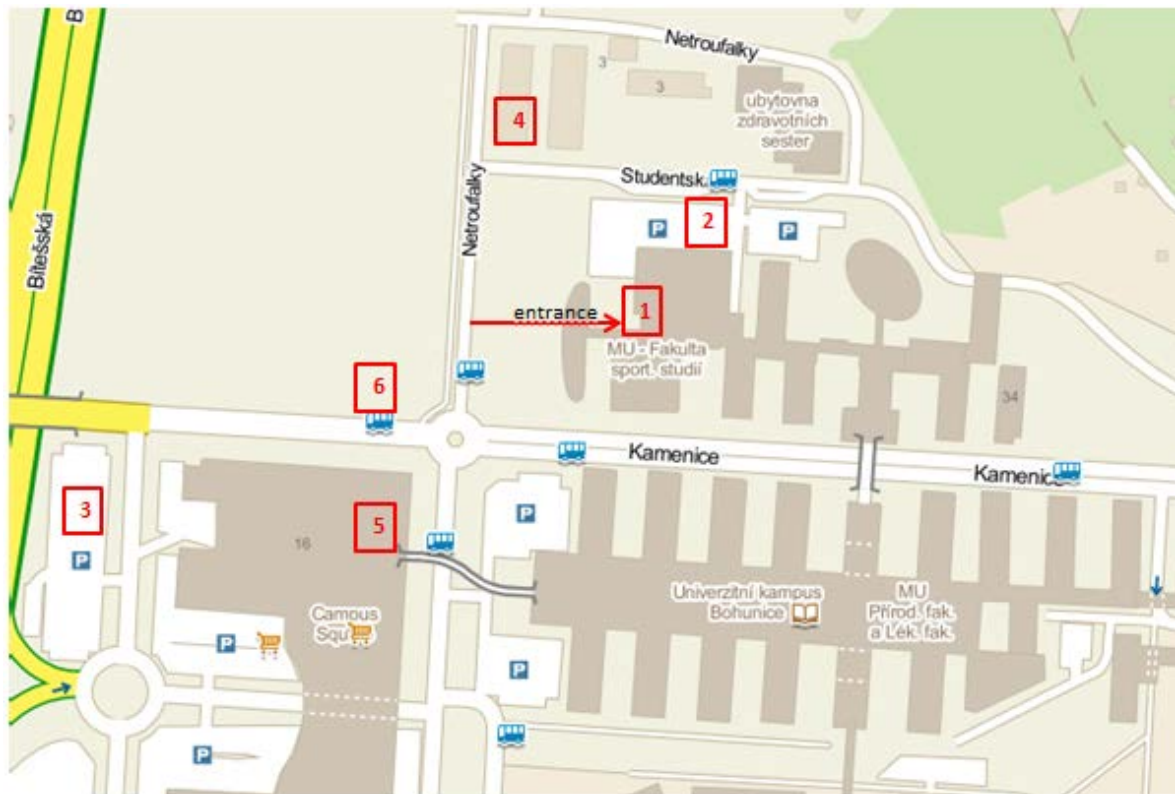 B
Netroufalky
3
3
4
ubytovna
zdravotních
sester
Netroufalky
Studentsk
Bítešská
2
P
P
entrance
1
MU - Fakulta
sport. studií
6
34
Kamenice
Kamenic
3
P
5
P
16
Univerzitní kampus
Bohunice
MU
Přírod. fak.
a Lék. fak.
Camous
Squ
P
P
P